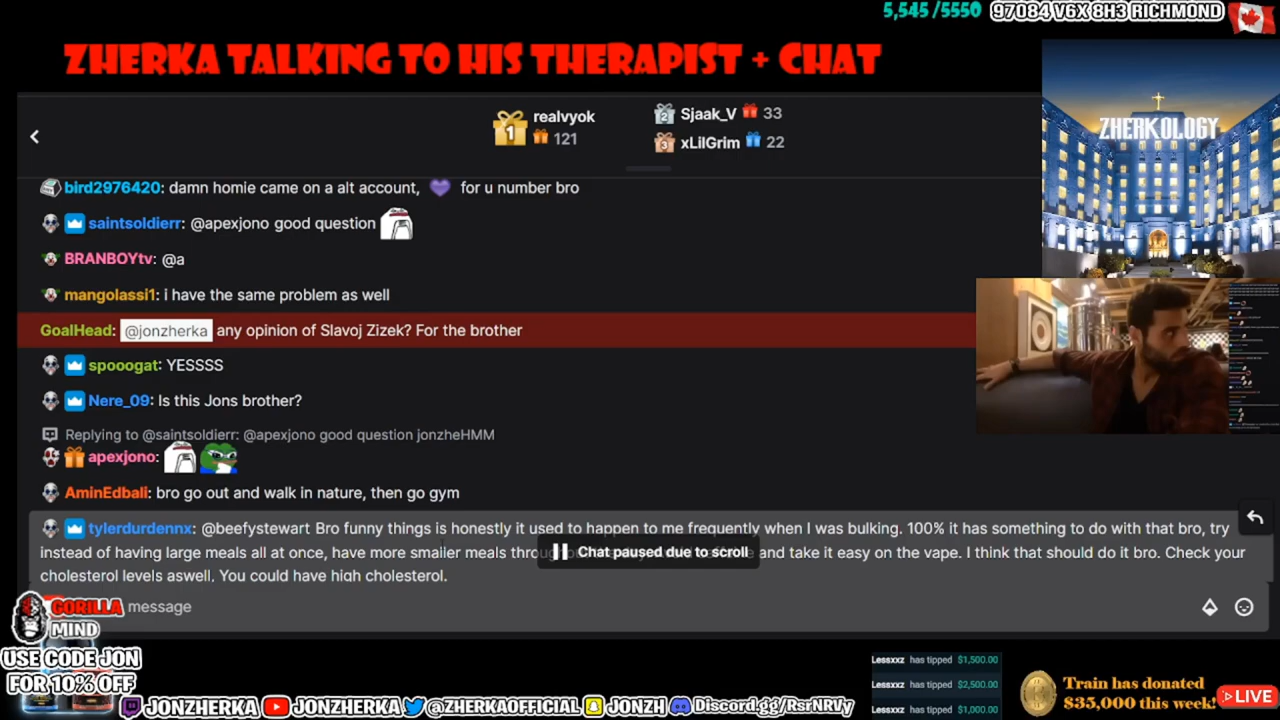 5,545 /5550
97084 V6X 8H3 RICHMOND
ZHERKA TALKING TO HIS THERAPIST + CHAT
ZHERKOLOGY
1 realvyok
121
2 Sjaak_V 33
3 xLilGrim 22
bird2976420: damn homie came on a alt account, for u number bro
saintsoldierr: @apexjono good question
BRANBOYtv: @a
mangolassi1: i have the same problem as well
GoalHead: @jonzherka any opinion of Slavoj Zizek? For the brother
spooogat: YESSSS
Nere_09: Is this Jons brother?
Replying to @saintsoldierr: @apexjono good question jonzheHMM
apexjono:
AminEdbali: bro go out and walk in nature, then go gym
tylerdurdennx: @beefystewart Bro funny things is honestly it used to happen to me frequently when I was bulking. 100% it has something to do with that bro, try
instead of having large meals all at once, have more smaller meals and take it easy on the vape. I think that should do it bro. Check your
Chat paused due to scroll
cholesterol levels aswell. You could have high cholesterol.
message
GORILLA
MIND
USE CODE JON
FOR 10% OFF
JONZHERKA JONZHERKA @ZHERKAOFFICIAL JONZH Discord.gg/RsrNRVy
Lessxxz has tipped $1,500.00
Lessxxz has tipped $2,500.00
Lessxxz has tipped $1,000.00
Train has donated
$35,000 this week!
LIVE